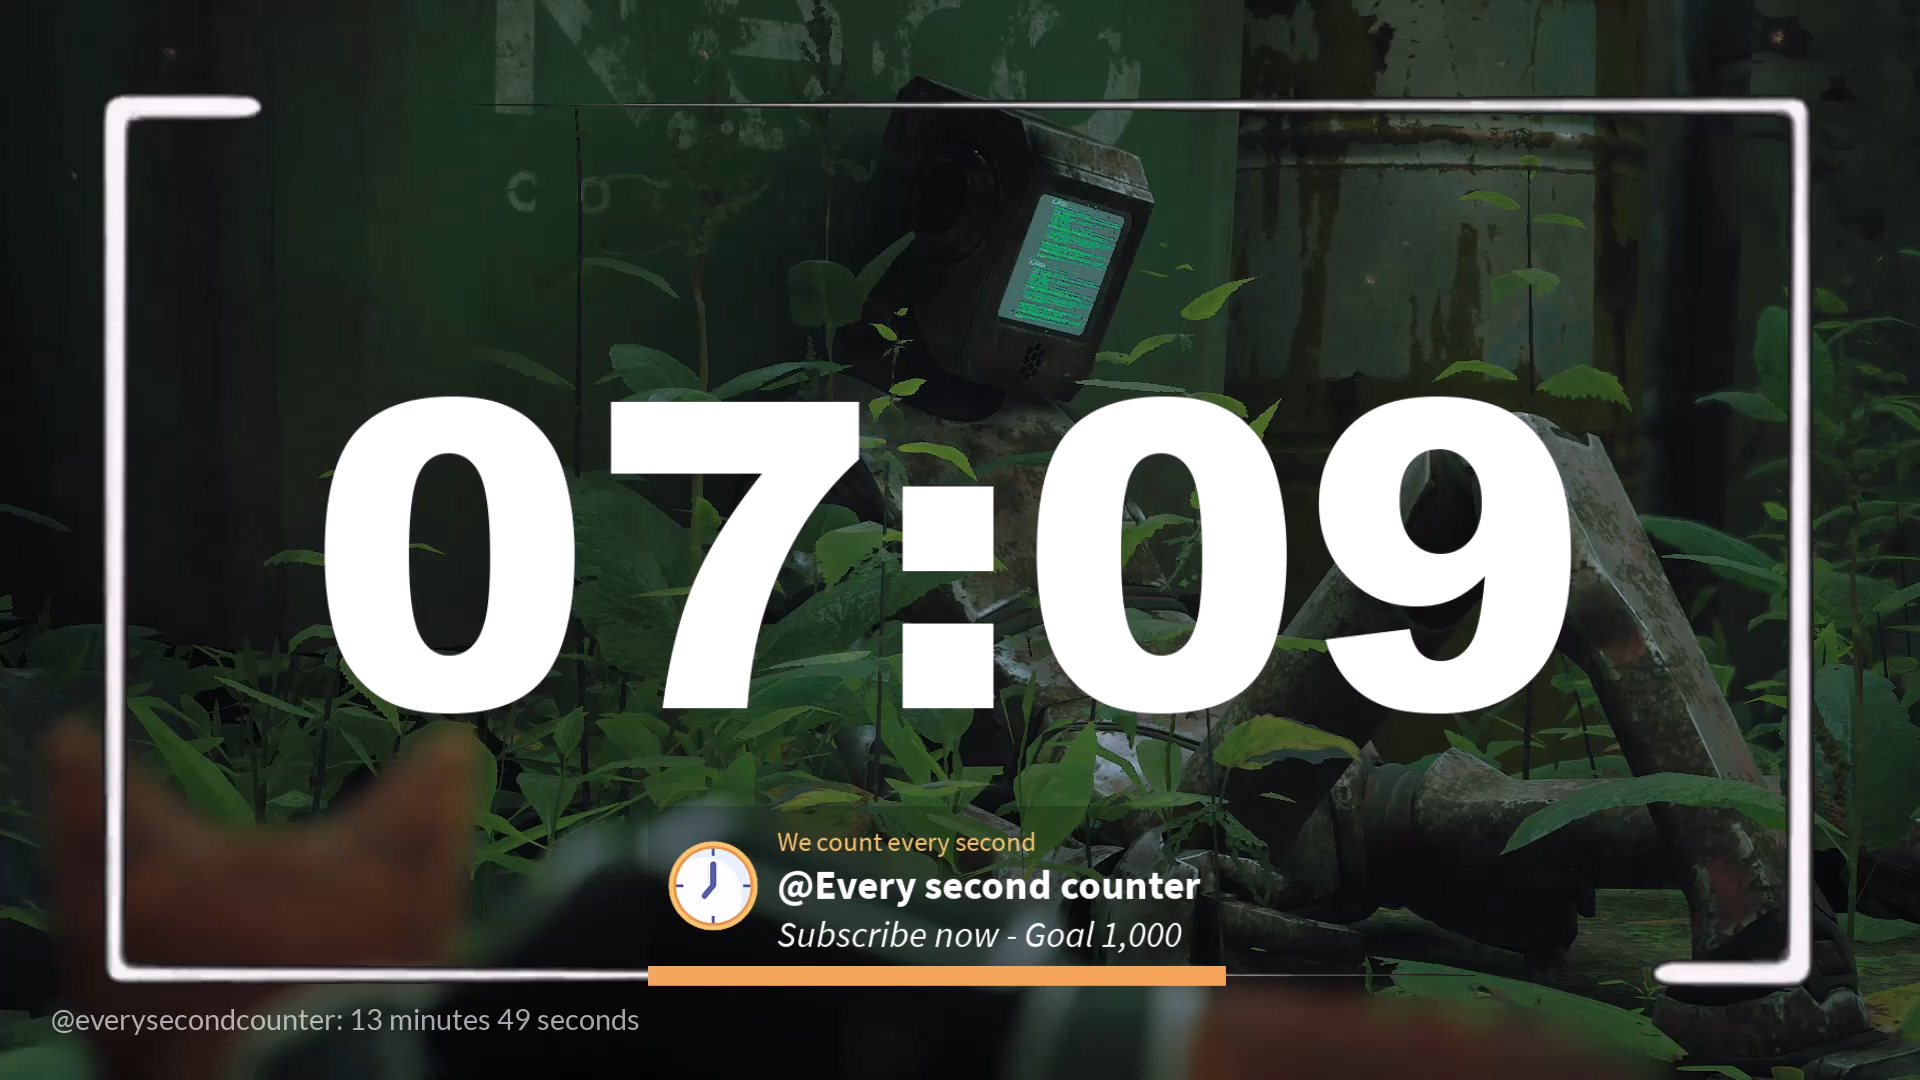 07:09
We count every second
@Every second counter
Subscribe now - Goal 1,000
@everysecondcounter: 13 minutes 49 seconds